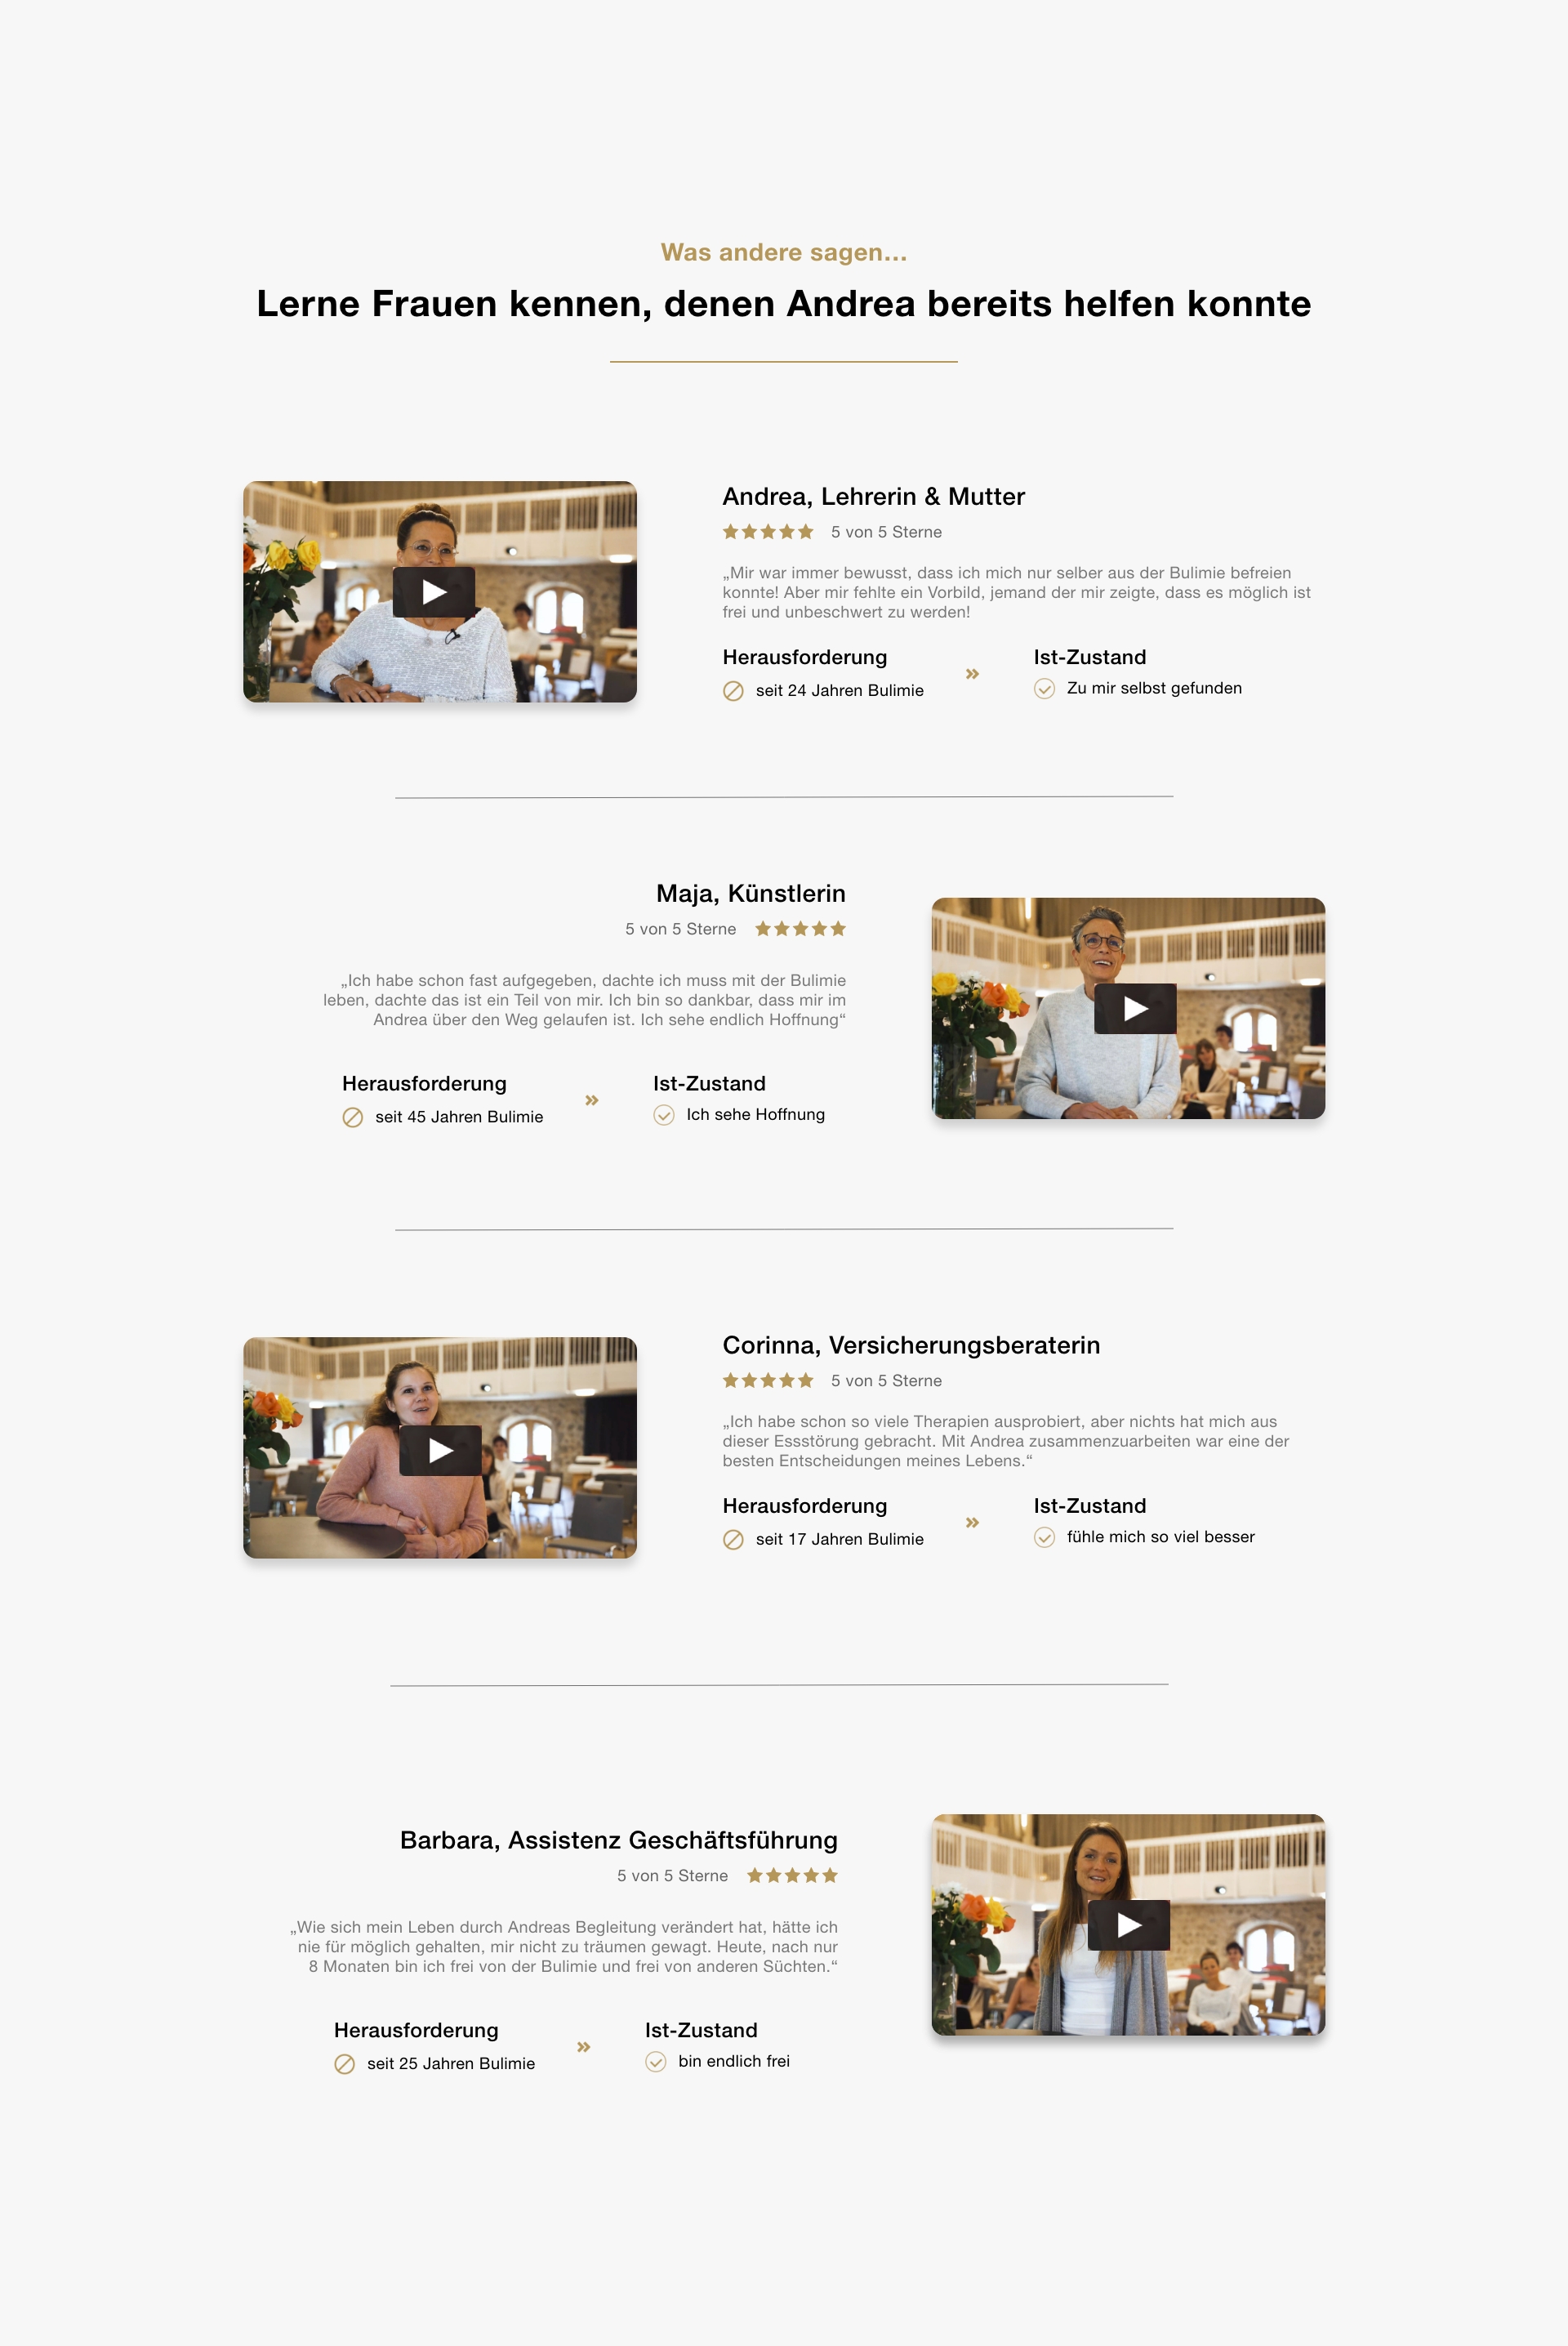 Was andere sagen...
Lerne Frauen kennen, denen Andrea bereits helfen konnte
Andrea, Lehrerin & Mutter
5 von 5 Sterne
„Mir war immer bewusst, dass ich mich nur selber aus der Bulimie befreien
konnte! Aber mir fehlte ein Vorbild, jemand der mir zeigte, dass es möglich ist
frei und unbeschwert zu werden!
Herausforderung
seit 24 Jahren Bulimie
»
Ist-Zustand
Zu mir selbst gefunden
Maja, Künstlerin
5 von 5 Sterne
„Ich habe schon fast aufgegeben, dachte ich muss mit der Bulimie
leben, dachte das ist ein Teil von mir. Ich bin so dankbar, dass mir im
Andrea über den Weg gelaufen ist. Ich sehe endlich Hoffnung“
Herausforderung
seit 45 Jahren Bulimie
»
Ist-Zustand
Ich sehe Hoffnung
Corinna, Versicherungsberaterin
5 von 5 Sterne
„Ich habe schon so viele Therapien ausprobiert, aber nichts hat mich aus
dieser Essstörung gebracht. Mit Andrea zusammenzuarbeiten war eine der
besten Entscheidungen meines Lebens.“
Herausforderung
seit 17 Jahren Bulimie
»
Ist-Zustand
fühle mich so viel besser
Barbara, Assistenz Geschäftsführung
5 von 5 Sterne
„Wie sich mein Leben durch Andreas Begleitung verändert hat, hätte ich
nie für möglich gehalten, mir nicht zu träumen gewagt. Heute, nach nur
8 Monaten bin ich frei von der Bulimie und frei von anderen Süchten.“
Herausforderung
seit 25 Jahren Bulimie
»
Ist-Zustand
bin endlich frei